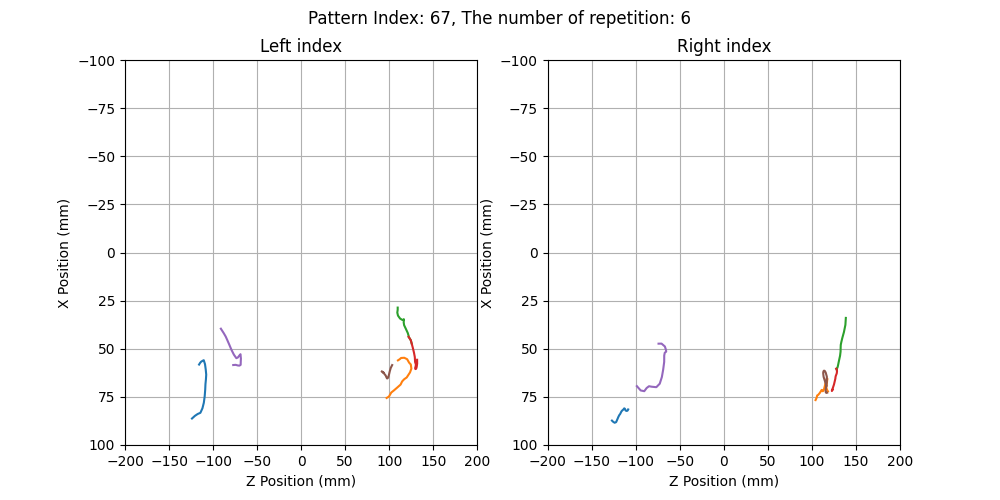 Pattern Index: 67, The number of repetition: 6
Left index
Right index
−100
−75
−50
−25
0
25
50
75
100
X Position (mm)
−200 −150 −100 −50 0 50 100 150 200
Z Position (mm)
−100
−75
−50
−25
0
25
50
75
100
X Position (mm)
−200 −150 −100 −50 0 50 100 150 200
Z Position (mm)